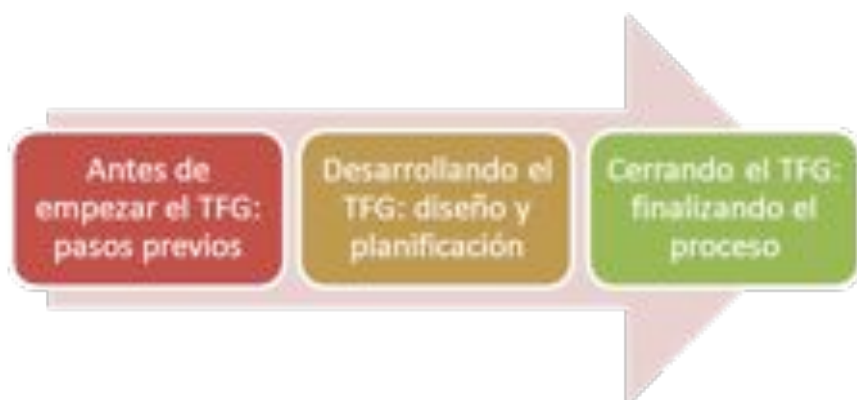 Antes de
empezar el TFG:
pasos previos
Desarrollando el
TFG: diseño y
planificación
Cerrando el TFG:
finalizando el
proceso